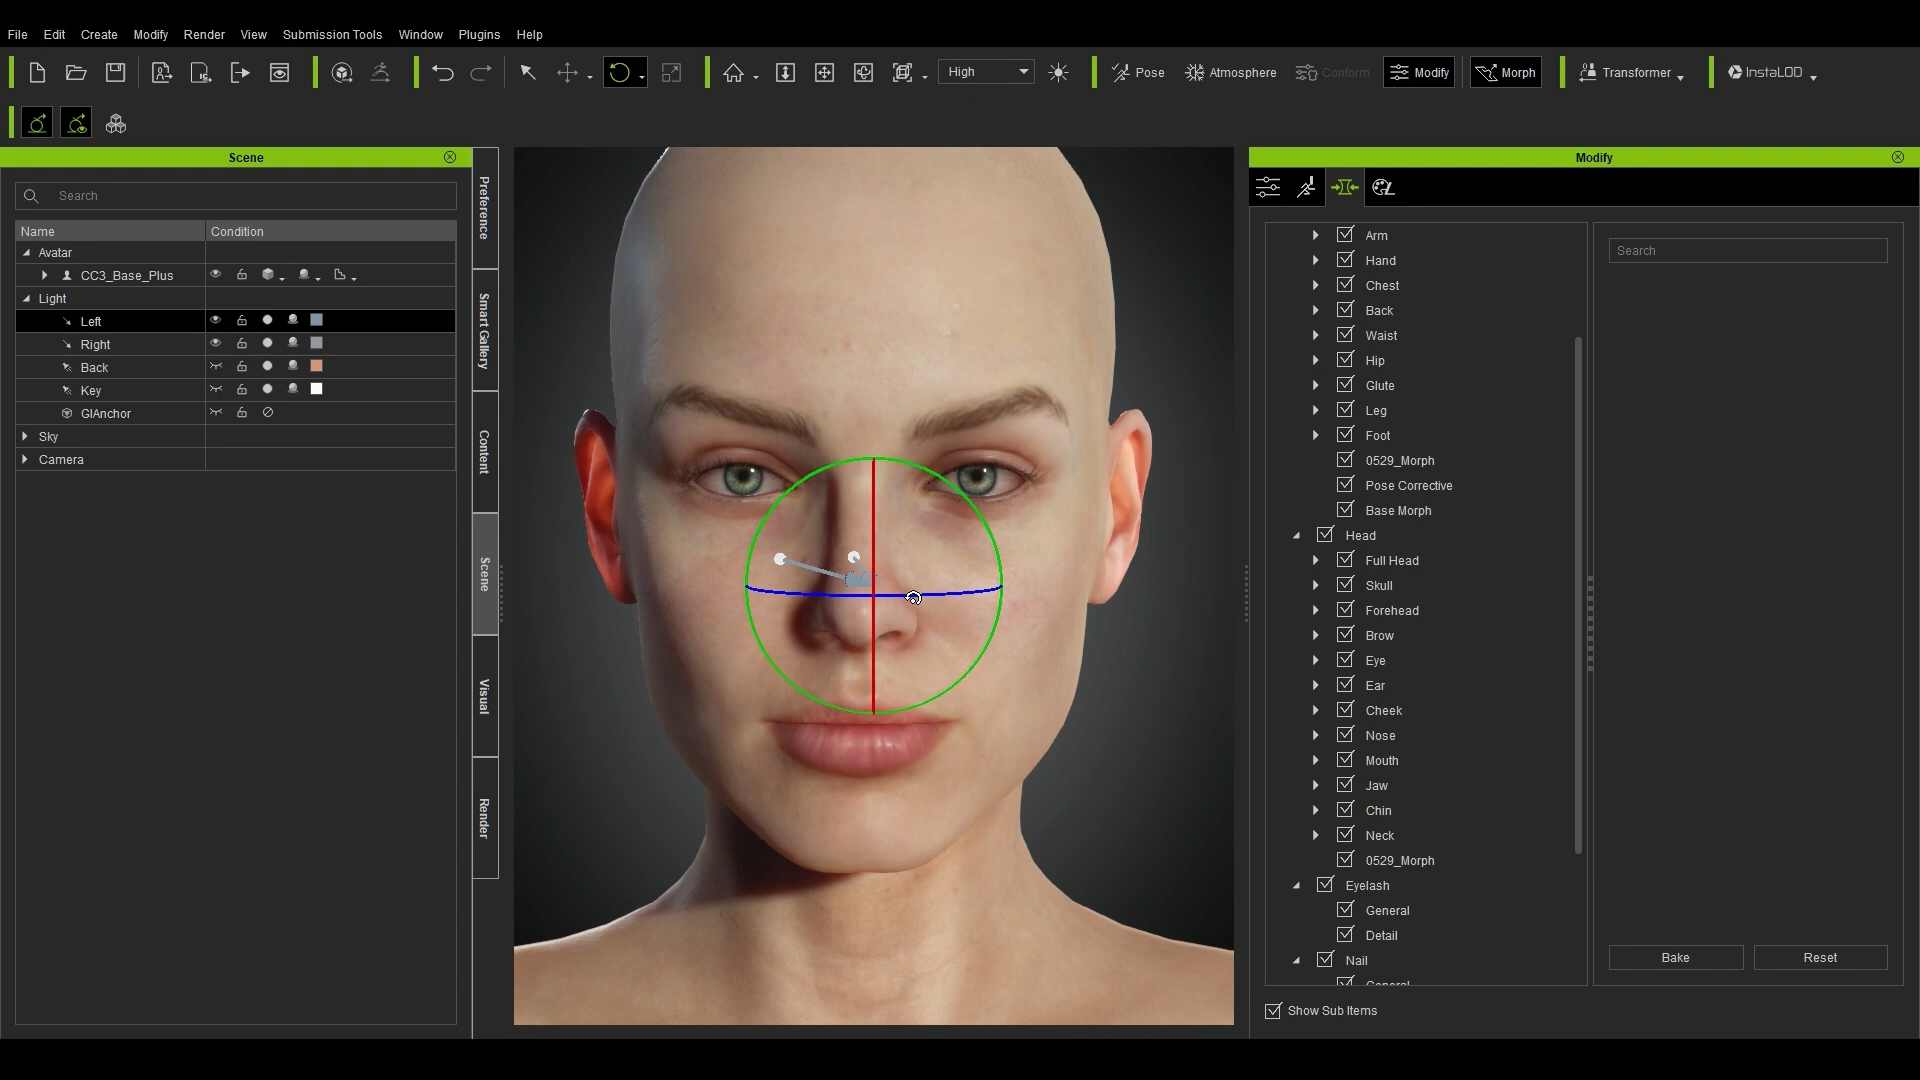 File Edit Create Modify Render View Submission Tools Window Plugins Help
High Pose Atmosphere Conform Modify Morph Transformer InstaLOD
Scene
Search
Name Condition
Avatar
CC3_Base_Plus
Light
Left
Right
Back
Key
GIAnchor
Sky
Camera
Preference
Smart Gallery
Content
Scene
Visual
Render
Modify
Arm
Hand
Chest
Back
Waist
Hip
Glute
Leg
Foot
0529_Morph
Pose Corrective
Base Morph
Head
Full Head
Skull
Forehead
Brow
Eye
Ear
Cheek
Nose
Mouth
Jaw
Chin
Neck
0529_Morph
Eyelash
General
Detail
Nail
General
Show Sub Items
Search
Bake Reset